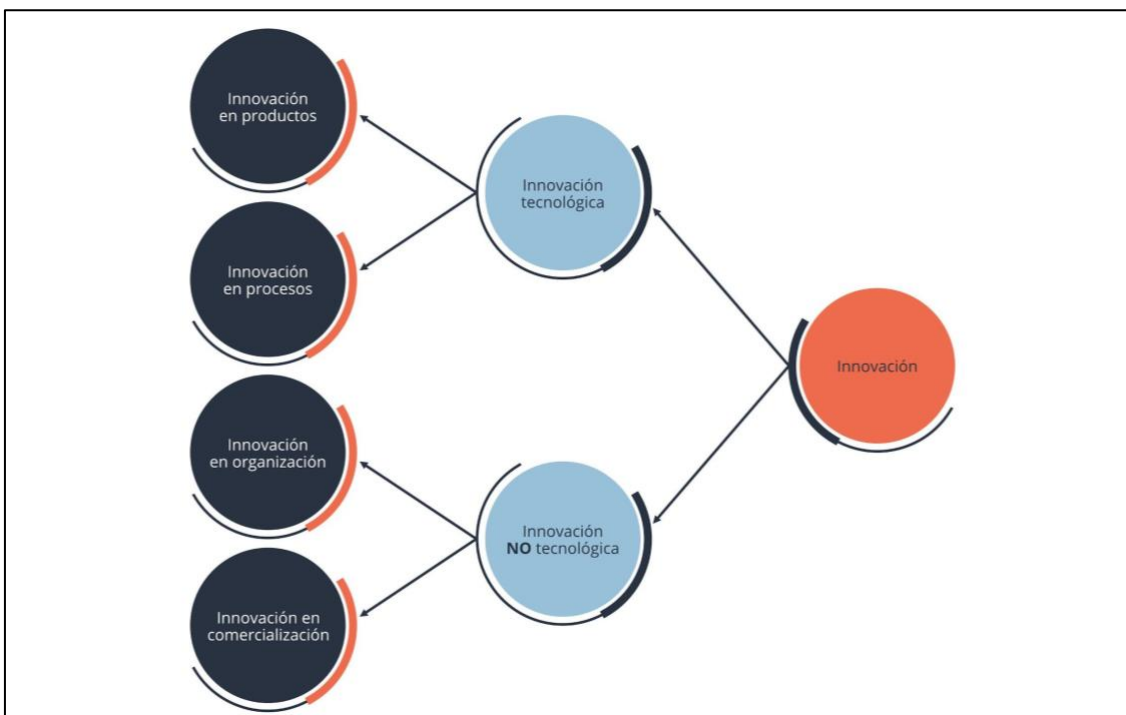 Innovación
en productos
Innovación
en procesos
Innovación
en organización
Innovación en
comercialización
Innovación
tecnológica
Innovación
NO tecnológica
Innovación